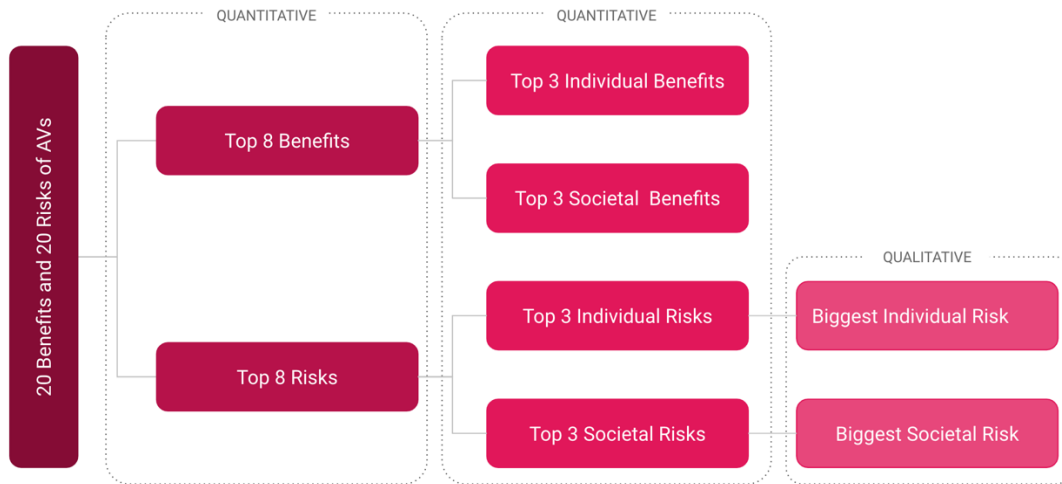 QUANTITATIVE
QUANTITATIVE
20 Benefits and 20 Risks of AVs
Top 8 Benefits
Top 8 Risks
Top 3 Individual Benefits
Top 3 Societal  Benefits
Top 3 Individual Risks
Top 3 Societal Risks
QUALITATIVE
Biggest Individual Risk
Biggest Societal Risk